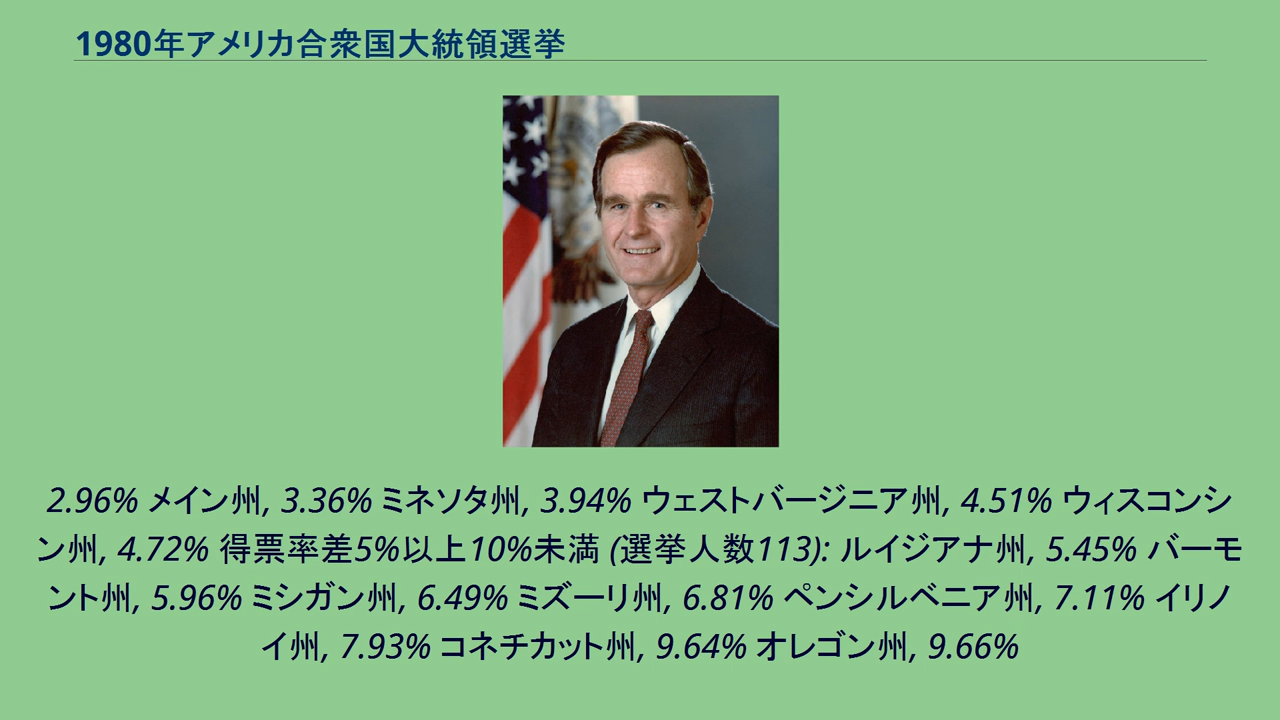 1980年アメリカ合衆国大統領選挙
2.96% メイン州, 3.36% ミネソタ州, 3.94% ウェストバージニア州, 4.51% ウィスコンシ
ン州, 4.72% 得票率差5%以上10%未満 (選挙人数113): ルイジアナ州, 5.45% バーモ
ント州, 5.96% ミシガン州, 6.49% ミズーリ州, 6.81% ペンシルベニア州, 7.11% イリノ
イ州, 7.93% コネチカット州, 9.64% オレゴン州, 9.66%